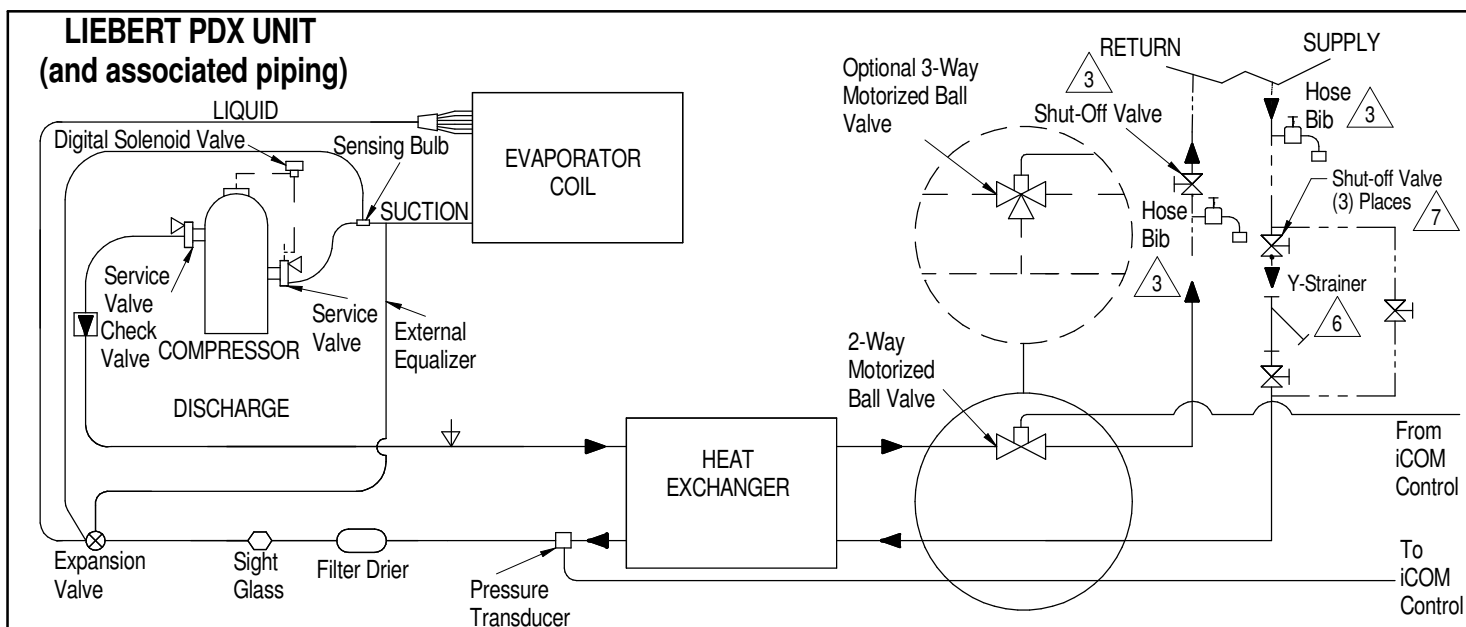 LIEBERT PDX UNIT
(and associated piping)
LIQUID
Digital Solenoid Valve
Sensing Bulb
EVAPORATOR
COIL
SUCTION
Service
Valve
Check
Valve
COMPRESSOR
Service
Valve
External
Equalizer
DISCHARGE
HEAT
EXCHANGER
Expansion
Valve
Sight
Glass
Filter Drier
Pressure
Transducer
Optional 3-Way
Motorized Ball
Valve
2-Way
Motorized
Ball Valve
RETURN
SUPPLY
3
Shut-Off Valve
Hose
Bib
3
Hose
Bib
3
Shut-off Valve
(3) Places
7
Y-Strainer
6
From
iCOM
Control
To
iCOM
Control